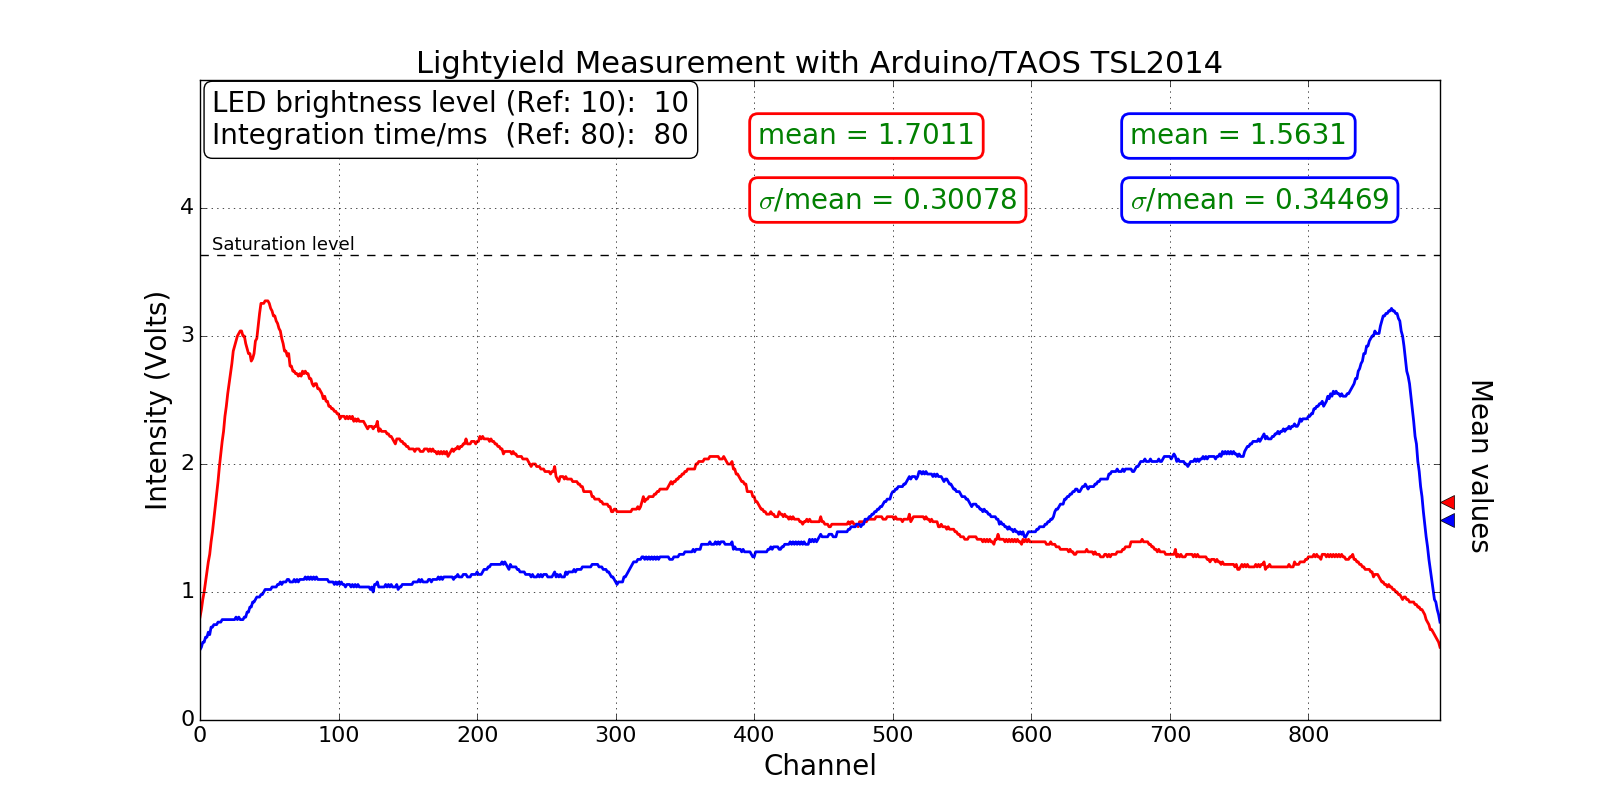 Lightyield Measurement with Arduino/TAOS TSL2014
LED brightness level (Ref: 10): 10
Integration time/ms (Ref: 80): 80
mean = 1.7011
mean = 1.5631
σ/mean = 0.30078
σ/mean = 0.34469
Saturation level
4
3
2
1
0
Intensity (Volts)
Mean values
0 100 200 300 400 500 600 700 800
Channel